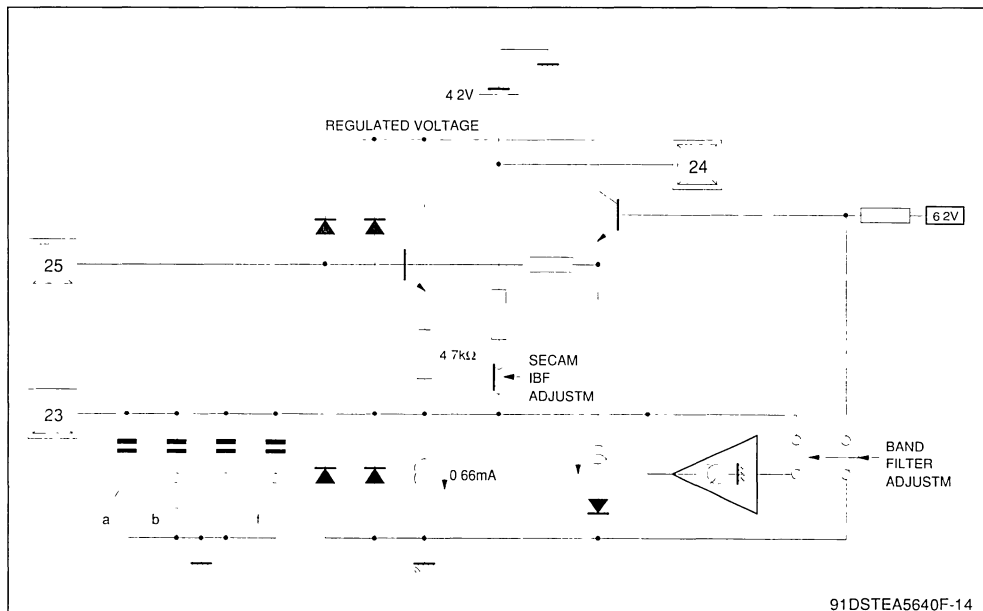 4 2V
REGULATED VOLTAGE
24
6 2V
25
4 7kΩ
SECAM
IBF
ADJUSTM
23
BAND
FILTER
ADJUSTM
0 66mA
a b f
91DSTEA5640F-14